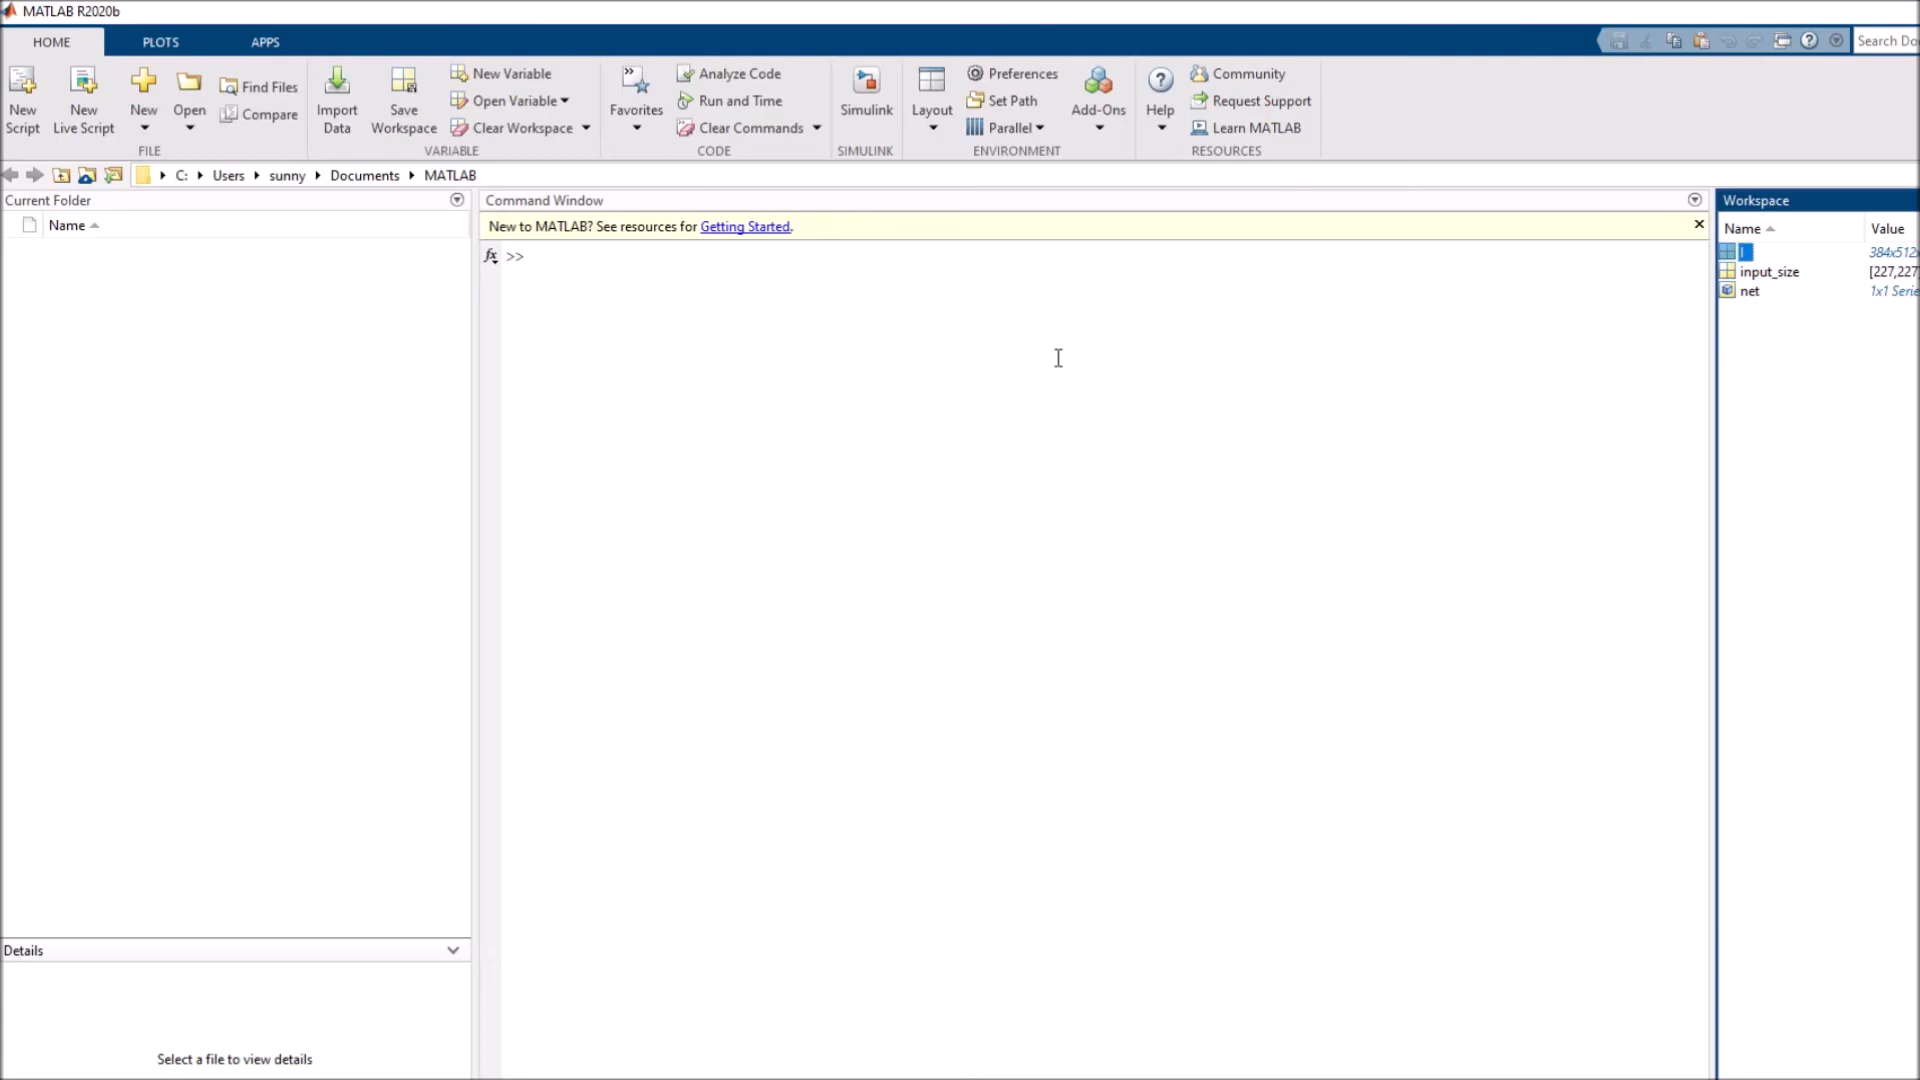 MATLAB R2020b
HOME PLOTS APPS
Search Do
New Script
New Live Script
New
Open
Find Files
Compare
FILE
Import Data
Save Workspace
New Variable
Open Variable
Clear Workspace
VARIABLE
Favorites
Analyze Code
Run and Time
Clear Commands
CODE
Simulink
SIMULINK
Layout
Preferences
Set Path
Parallel
Add-Ons
ENVIRONMENT
Help
Community
Request Support
Learn MATLAB
RESOURCES
C: Users sunny Documents MATLAB
Current Folder
Name
Command Window
New to MATLAB? See resources for Getting Started.
fx >>
Workspace
Name Value
I 384x512x
input_size [227,227
net 1x1 Serie
Details
Select a file to view details